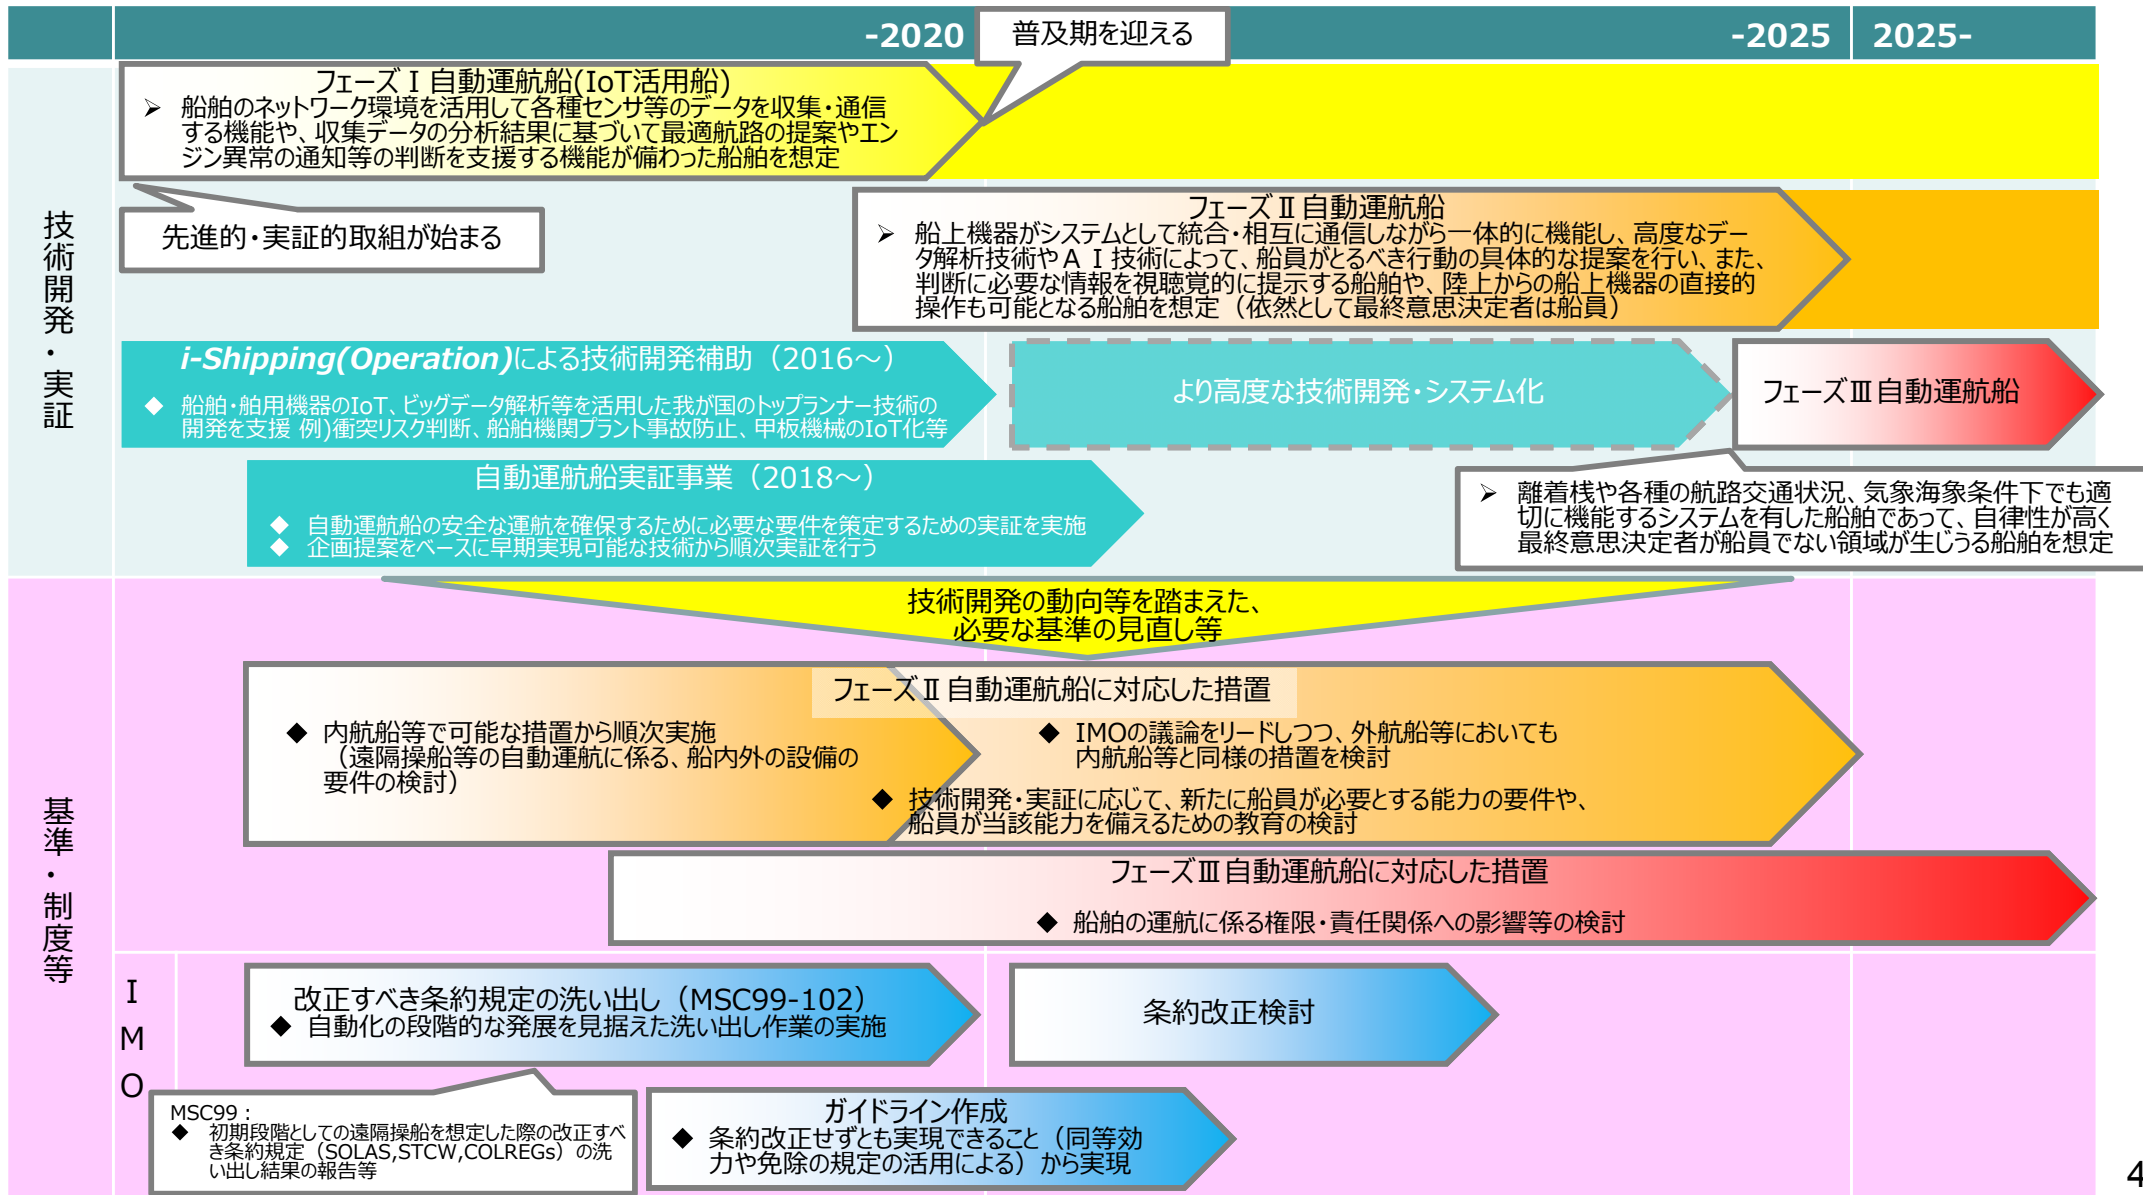 -2020
普及期を迎える
-2025
2025-
技術開発・実証
フェーズⅠ自動運航船(IoT活用船)
➢ 船舶のネットワーク環境を活用して各種センサ等のデータを収集・通信
する機能や、収集データの分析結果に基づいて最適航路の提案やエン
ジン異常の通知等の判断を支援する機能が備わった船舶を想定
先進的・実証的取組が始まる
フェーズⅡ自動運航船
➢ 船上機器がシステムとして統合・相互に通信しながら一体的に機能し、高度なデー
タ解析技術やＡＩ技術によって、船員がとるべき行動の具体的な提案を行い、また、
判断に必要な情報を視聴覚的に提示する船舶や、陸上からの船上機器の直接的
操作も可能となる船舶を想定（依然として最終意思決定者は船員）
i-Shipping(Operation)による技術開発補助（2016～）
◆ 船舶・舶用機器のIoT、ビッグデータ解析等を活用した我が国のトップランナー技術の
開発を支援 例)衝突リスク判断、船舶機関プラント事故防止、甲板機械のIoT化等
より高度な技術開発・システム化
フェーズⅢ自動運航船
自動運航船実証事業（2018～）
◆ 自動運航船の安全な運航を確保するために必要な要件を策定するための実証を実施
◆ 企画提案をベースに早期実現可能な技術から順次実証を行う
➢ 離着桟や各種の航路交通状況、気象海象条件下でも適
切に機能するシステムを有した船舶であって、自律性が高く
最終意思決定者が船員でない領域が生じうる船舶を想定
基準・制度等
技術開発の動向等を踏まえた、
必要な基準の見直し等
フェーズⅡ自動運航船に対応した措置
◆ 内航船等で可能な措置から順次実施
（遠隔操船等の自動運航に係る、船内外の設備の
要件の検討）
◆ IMOの議論をリードしつつ、外航船等においても
内航船等と同様の措置を検討
◆ 技術開発・実証に応じて、新たに船員が必要とする能力の要件や、
船員が当該能力を備えるための教育の検討
フェーズⅢ自動運航船に対応した措置
◆ 船舶の運航に係る権限・責任関係への影響等の検討
ＩＭＯ
改正すべき条約規定の洗い出し（MSC99-102）
◆ 自動化の段階的な発展を見据えた洗い出し作業の実施
条約改正検討
MSC99：
◆ 初期段階としての遠隔操船を想定した際の改正すべ
き条約規定（SOLAS,STCW,COLREGs）の洗
い出し結果の報告等
ガイドライン作成
◆ 条約改正せずとも実現できること（同等効
力や免除の規定の活用による）から実現
4